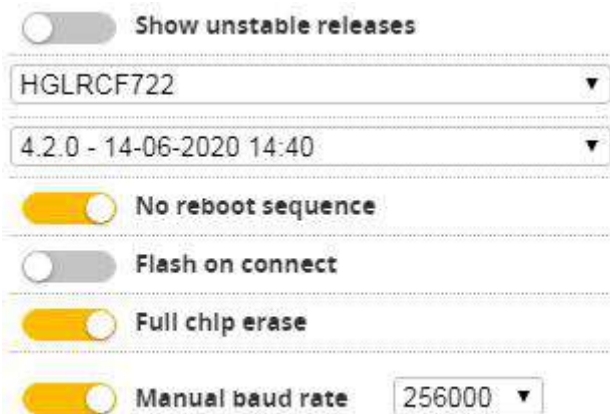 Show unstable releases
HGLRCF722
4.2.0 - 14-06-2020 14:40
No reboot sequence
Flash on connect
Full chip erase
Manual baud rate 256000